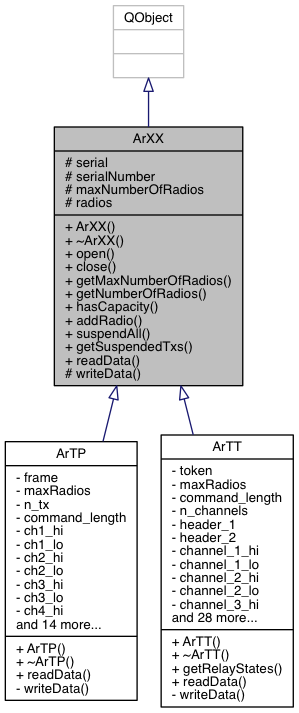 QObject
ArXX
# serial
# serialNumber
# maxNumberOfRadios
# radios
+ ArXX()
+ ~ArXX()
+ open()
+ close()
+ getMaxNumberOfRadios()
+ getNumberOfRadios()
+ hasCapacity()
+ addRadio()
+ suspendAll()
+ getSuspendedTxs()
+ readData()
# writeData()
ArTP
- frame
- maxRadios
- n_tx
- command_length
- ch1_hi
- ch1_lo
- ch2_hi
- ch2_lo
- ch3_hi
- ch3_lo
- ch4_hi
and 14 more...
+ ArTP()
+ ~ArTP()
+ readData()
- writeData()
ArTT
- token
- maxRadios
- command_length
- n_channels
- header_1
- header_2
- channel_1_hi
- channel_1_lo
- channel_2_hi
- channel_2_lo
- channel_3_hi
and 28 more...
+ ArTT()
+ ~ArTT()
+ getRelayStates()
+ readData()
- writeData()